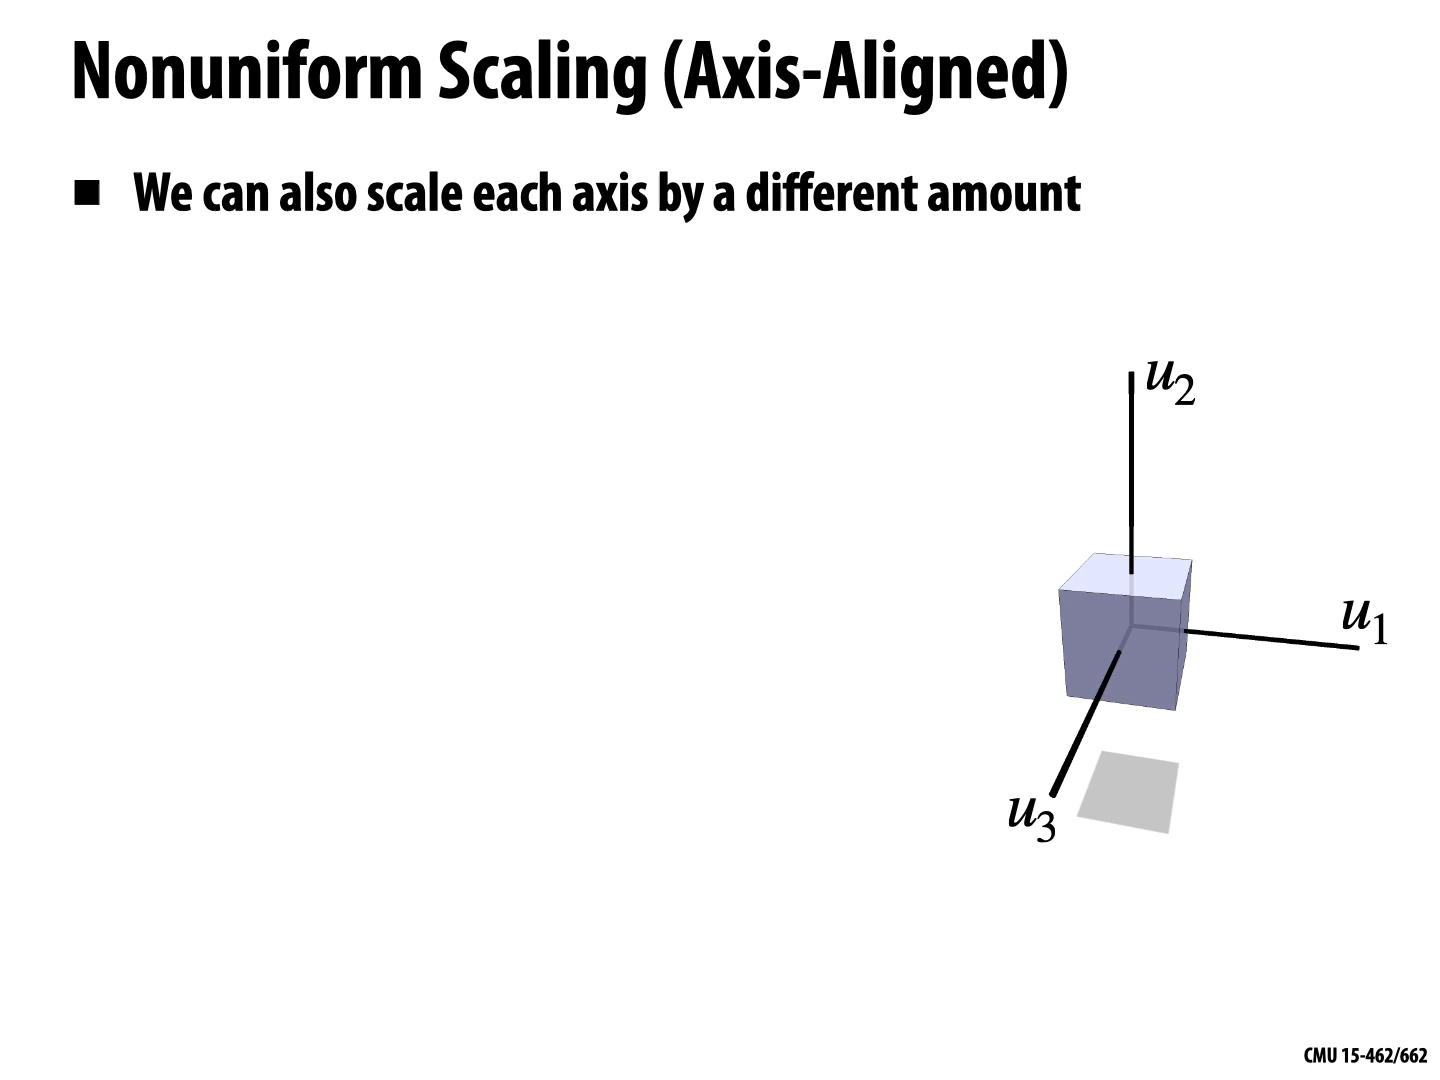 Nonuniform Scaling (Axis-Aligned)
■ We can also scale each axis by a different amount
u₂
u₁
u₃
CMU 15-462/662